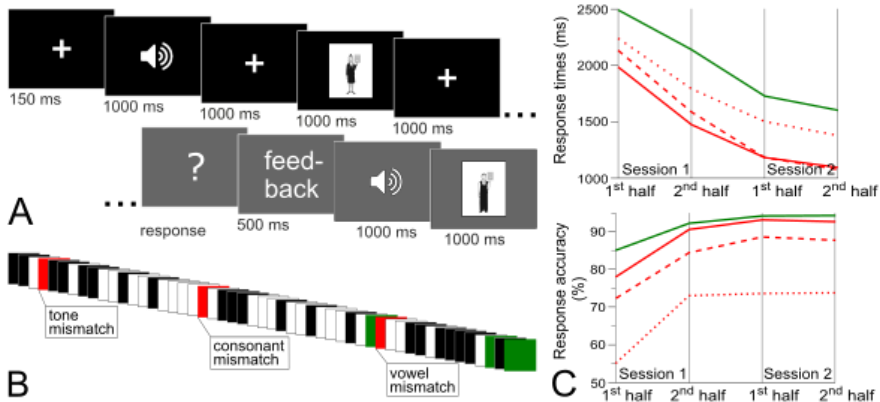 150 ms
1000 ms
1000 ms
1000 ms
1000 ms
...
...
?
feed-
back
response
500 ms
1000 ms
1000 ms
A
tone
mismatch
consonant
mismatch
vowel
mismatch
B
Response times (ms)
2500
2000
1500
1000
Session 1
Session 2
1st half
2nd half
1st half
2nd half
Response accuracy
(%)
90
80
70
60
50
Session 1
Session 2
1st half
2nd half
1st half
2nd half
C